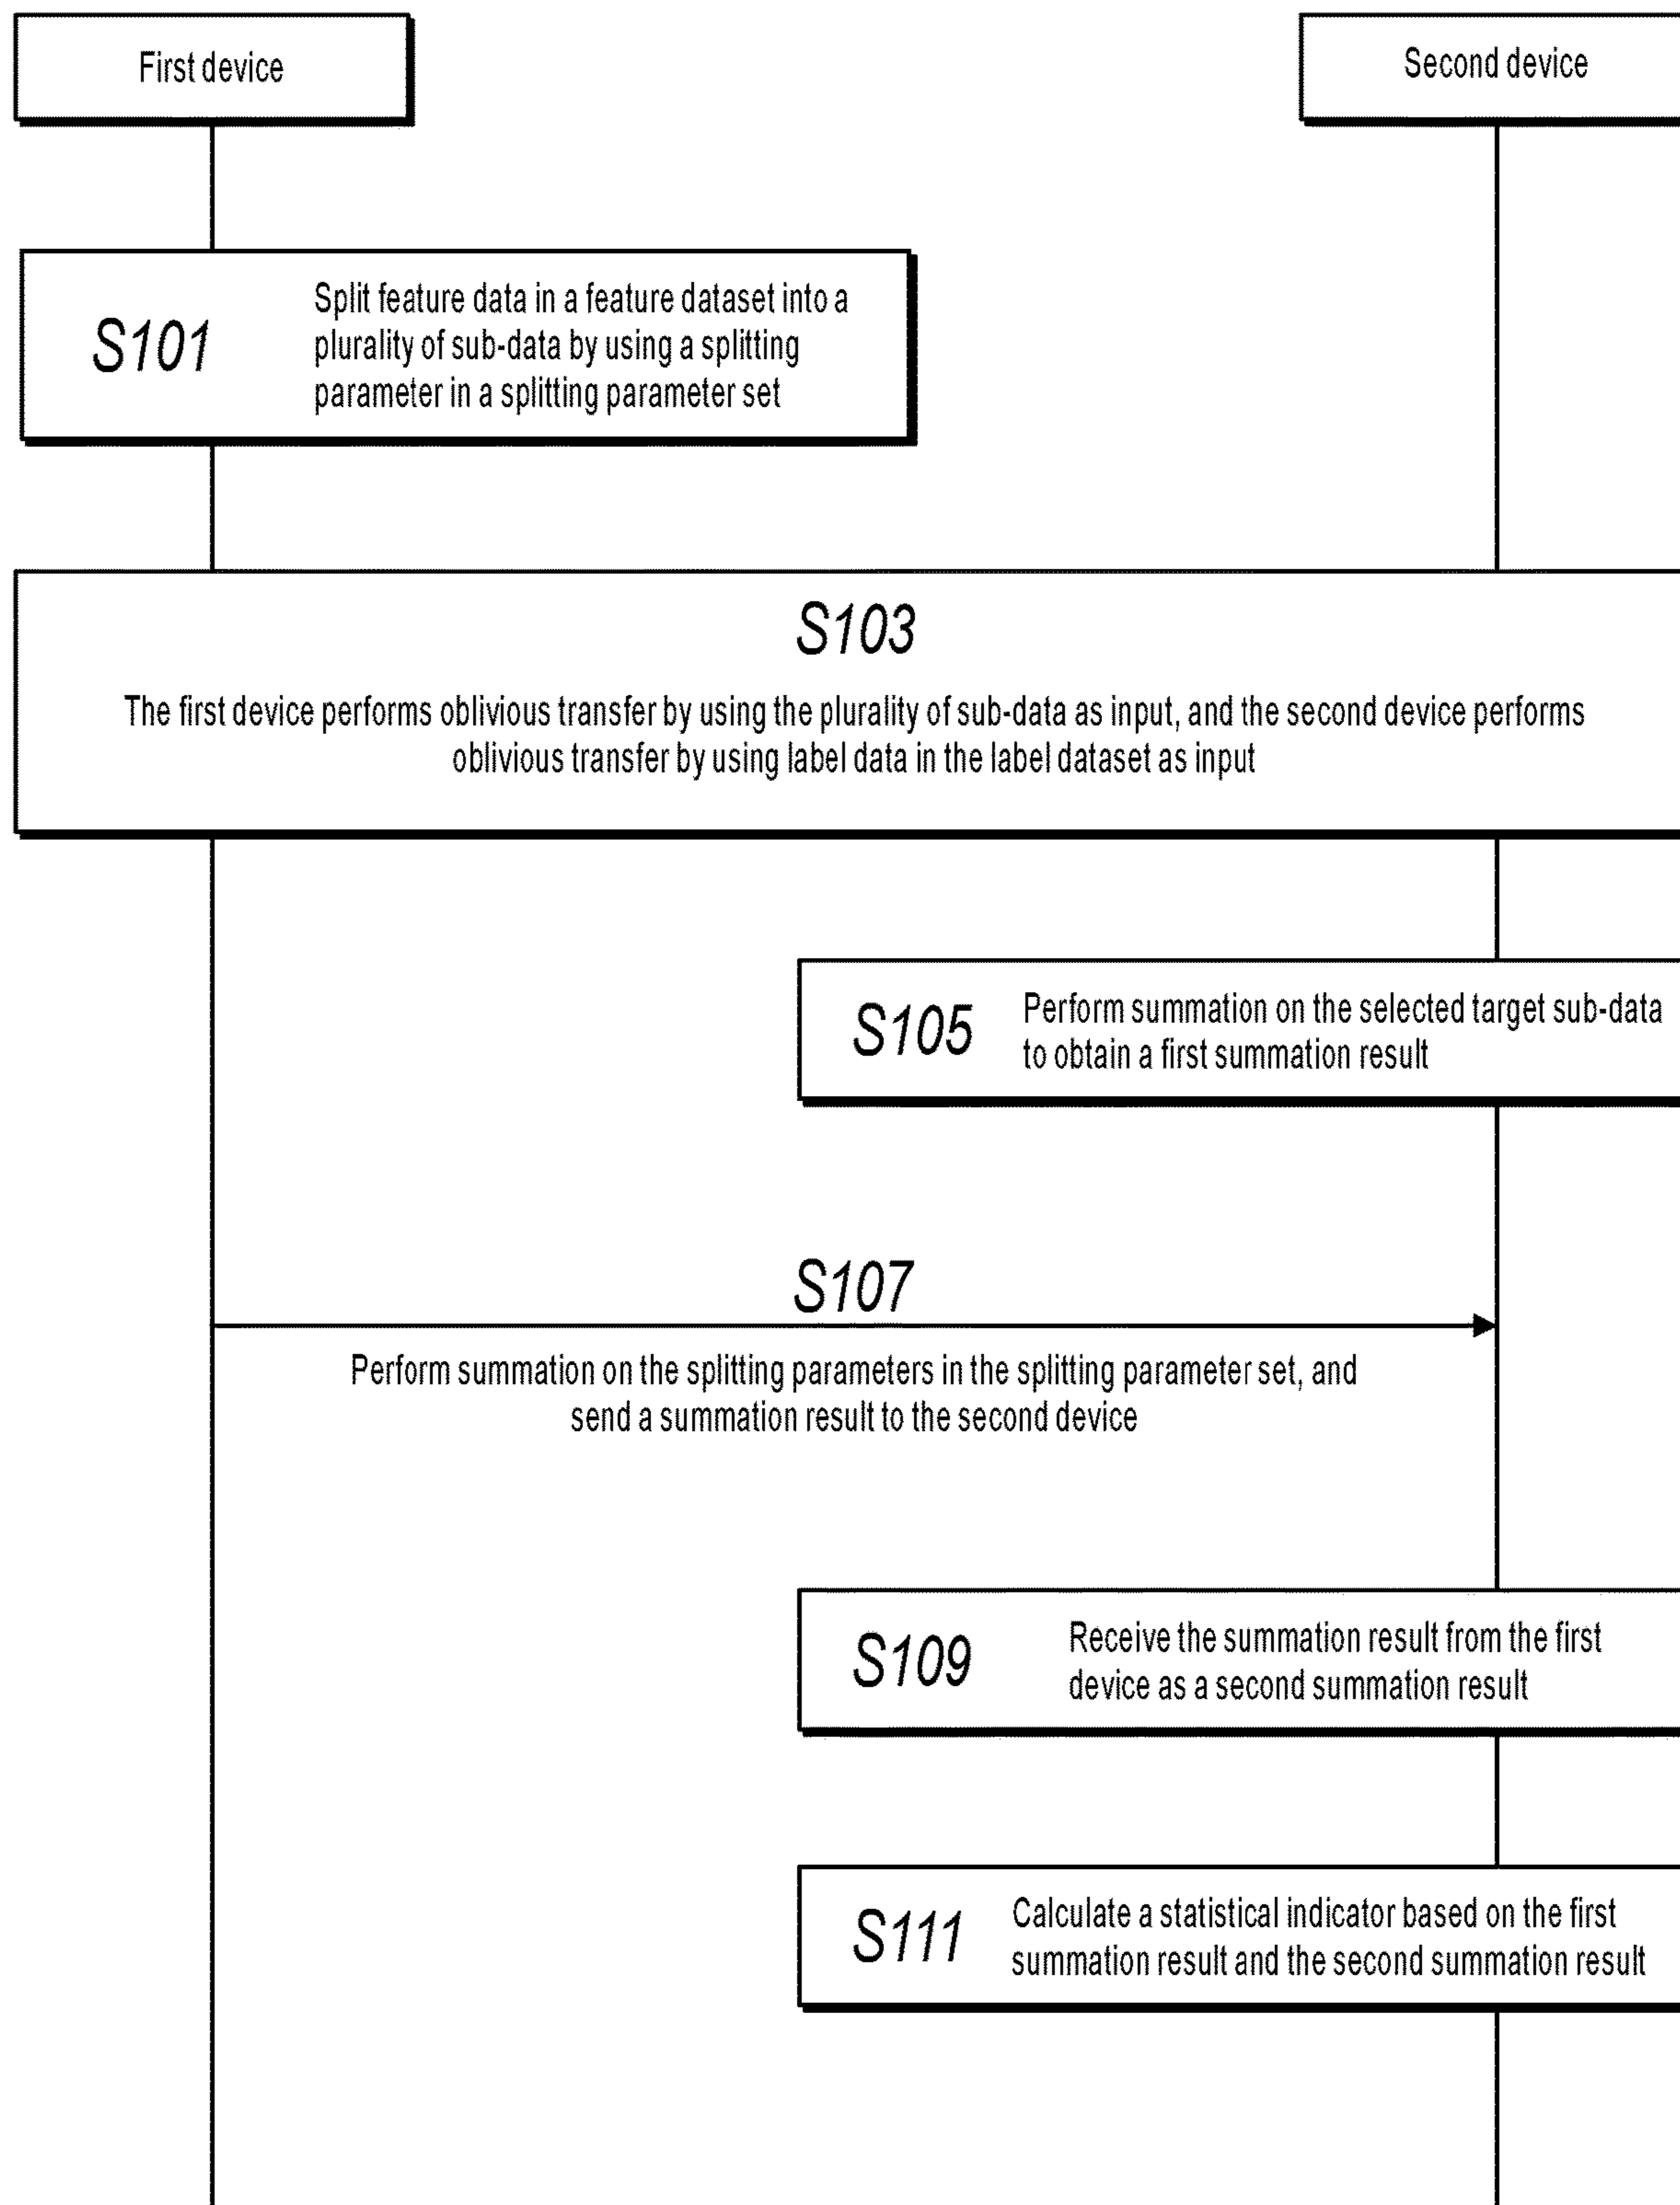 First device
Second device
S101
Split feature data in a feature dataset into a
plurality of sub-data by using a splitting
parameter in a splitting parameter set
S103
The first device performs oblivious transfer by using the plurality of sub-data as input, and the second device performs
oblivious transfer by using label data in the label dataset as input
S105
Perform summation on the selected target sub-data
to obtain a first summation result
S107
Perform summation on the splitting parameters in the splitting parameter set, and
send a summation result to the second device
S109
Receive the summation result from the first
device as a second summation result
S111
Calculate a statistical indicator based on the first
summation result and the second summation result